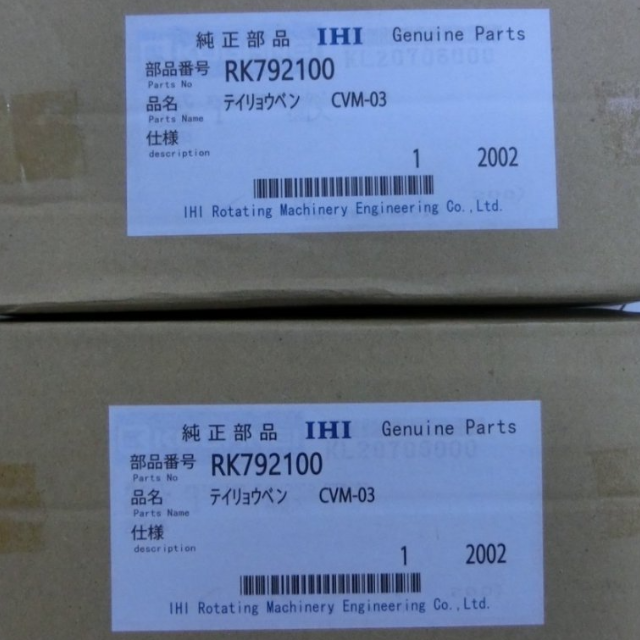 純正部品 IHI Genuine Parts
部品番号 RK792100
Parts No
品名 テイリョウベン CVM-03
Parts Name
仕様
description
1 2002
IHI Rotating Machinery Engineering Co.,Ltd.
純正部品 IHI Genuine Parts
部品番号 RK792100
Parts No
品名 テイリョウベン CVM-03
Parts Name
仕様
description
1 2002
IHI Rotating Machinery Engineering Co.,Ltd.